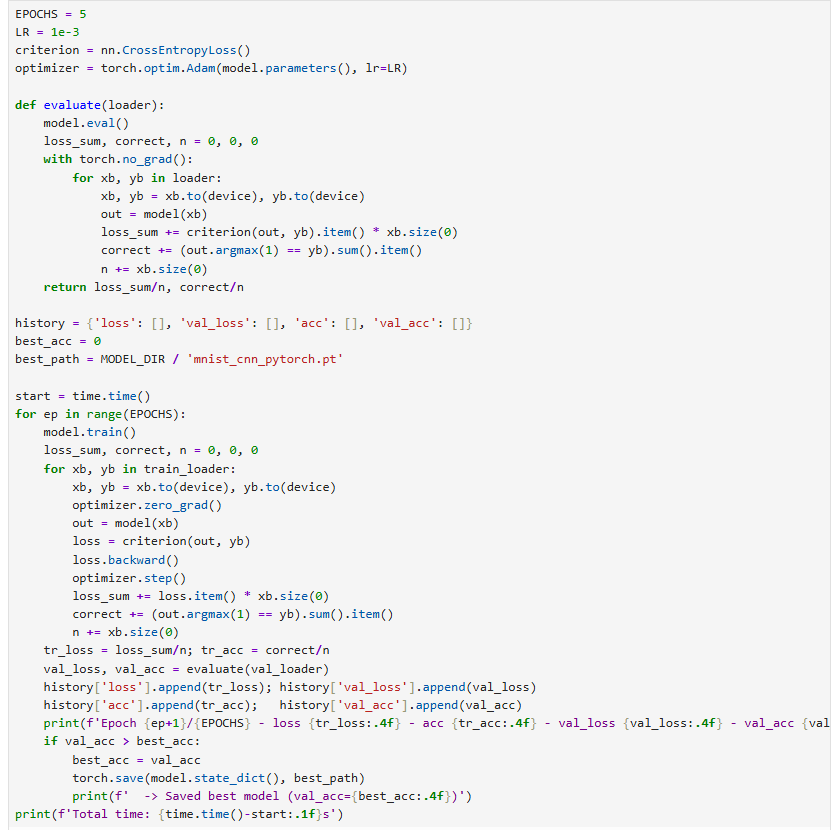 EPOCHS = 5
LR = 1e-3
criterion = nn.CrossEntropyLoss()
optimizer = torch.optim.Adam(model.parameters(), lr=LR)

def evaluate(loader):
    model.eval()
    loss_sum, correct, n = 0, 0, 0
    with torch.no_grad():
        for xb, yb in loader:
            xb, yb = xb.to(device), yb.to(device)
            out = model(xb)
            loss_sum += criterion(out, yb).item() * xb.size(0)
            correct += (out.argmax(1) == yb).sum().item()
            n += xb.size(0)
    return loss_sum/n, correct/n

history = {'loss': [], 'val_loss': [], 'acc': [], 'val_acc': []}
best_acc = 0
best_path = MODEL_DIR / 'mnist_cnn_pytorch.pt'

start = time.time()
for ep in range(EPOCHS):
    model.train()
    loss_sum, correct, n = 0, 0, 0
    for xb, yb in train_loader:
        xb, yb = xb.to(device), yb.to(device)
        optimizer.zero_grad()
        out = model(xb)
        loss = criterion(out, yb)
        loss.backward()
        optimizer.step()
        loss_sum += loss.item() * xb.size(0)
        correct += (out.argmax(1) == yb).sum().item()
        n += xb.size(0)
    tr_loss = loss_sum/n; tr_acc = correct/n
    val_loss, val_acc = evaluate(val_loader)
    history['loss'].append(tr_loss); history['val_loss'].append(val_loss)
    history['acc'].append(tr_acc);   history['val_acc'].append(val_acc)
    print(f'Epoch {ep+1}/{EPOCHS} - loss {tr_loss:.4f} - acc {tr_acc:.4f} - val_loss {val_loss:.4f} - val_acc {val
    if val_acc > best_acc:
        best_acc = val_acc
        torch.save(model.state_dict(), best_path)
        print(f'  -> Saved best model (val_acc={best_acc:.4f})')
print(f'Total time: {time.time()-start:.1f}s')